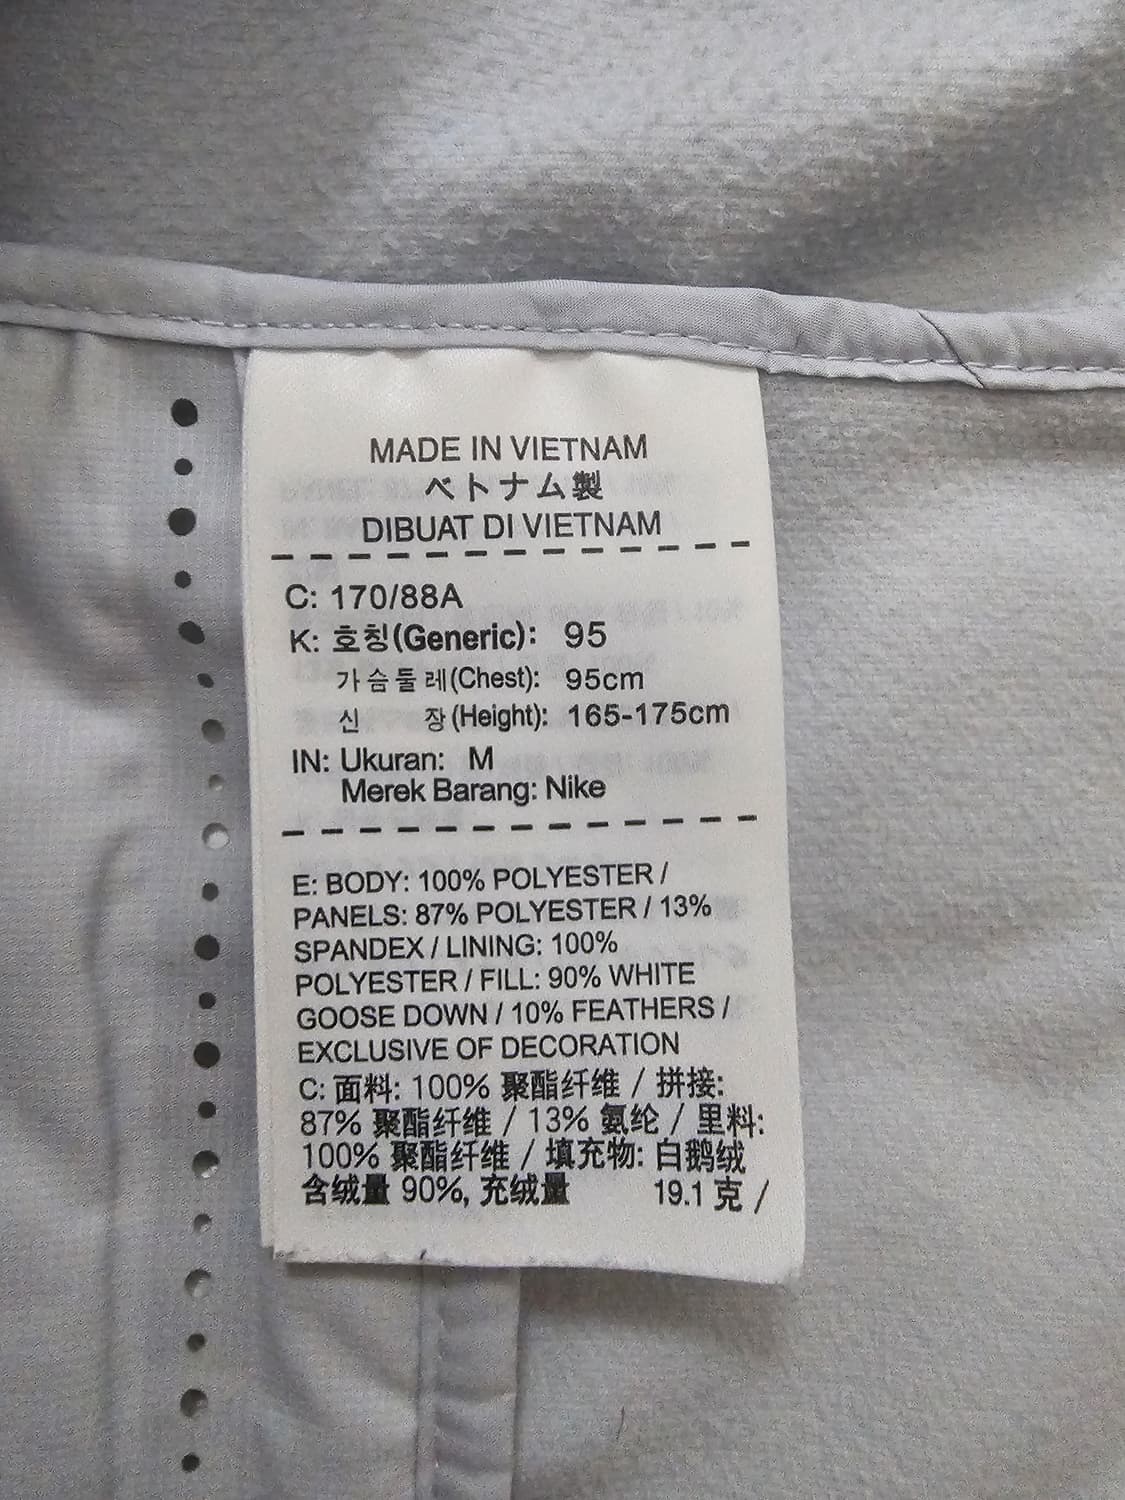 MADE IN VIETNAM
ベトナム製
DIBUAT DI VIETNAM
C: 170/88A
K: 호칭(Generic): 95
가슴둘레(Chest): 95cm
신 장(Height): 165-175cm
IN: Ukuran: M
Merek Barang: Nike
E: BODY: 100% POLYESTER /
PANELS: 87% POLYESTER / 13%
SPANDEX / LINING: 100%
POLYESTER / FILL: 90% WHITE
GOOSE DOWN / 10% FEATHERS /
EXCLUSIVE OF DECORATION
C: 面料: 100% 聚酯纤维 / 拼接:
87% 聚酯纤维 / 13% 氨纶 / 里料:
100% 聚酯纤维 / 填充物: 白鹅绒
含绒量 90%, 充绒量 19.1 克 /